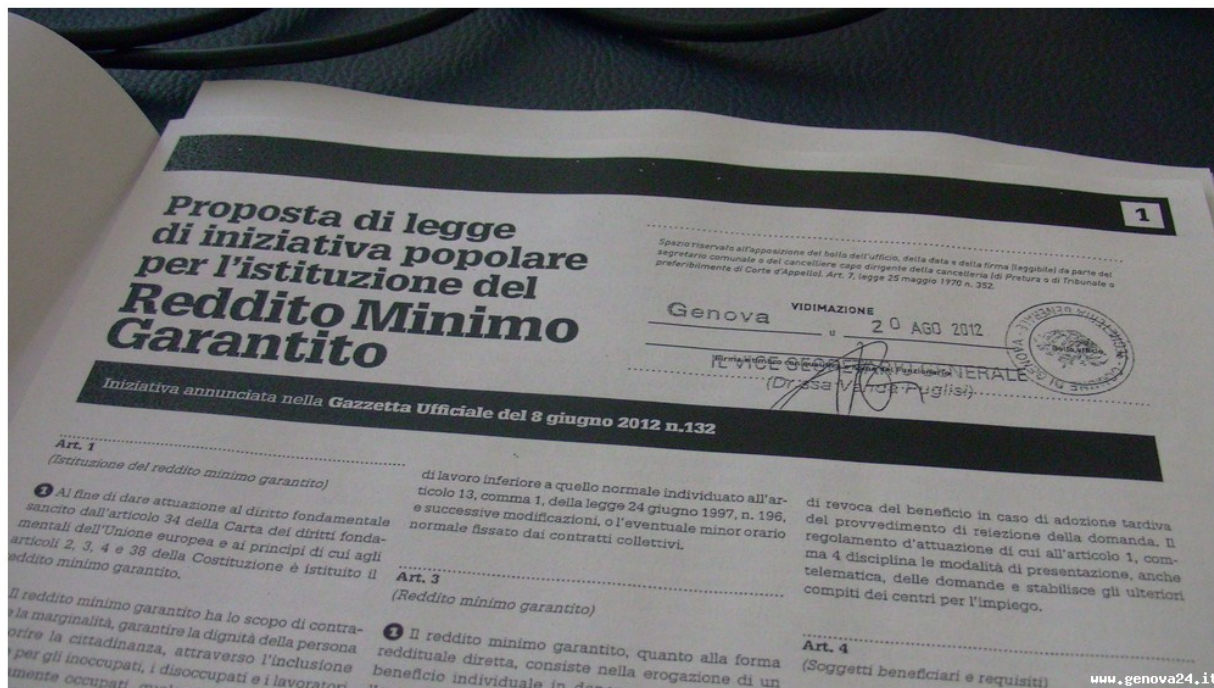 1
Proposta di legge
di iniziativa popolare
per l'istituzione del
Reddito Minimo
Garantito
Spazio riservato all'apposizione del bollo dell'ufficio, della data e della firma (leggibile) da parte del
segretario comunale o del cancelliere capo dirigente della cancelleria (di Pretura o di Tribunale o
preferibilmente di Corte d'Appello). Art. 7, legge 25 maggio 1970 n. 352.
VIDIMAZIONE
Genova
20 AGO 2012
IL VICE SEGRETARIO GENERALE
(Dr.ssa Vanda Puglisi)
Iniziativa annunciata nella Gazzetta Ufficiale del 8 giugno 2012 n.132
Art. 1
(Istituzione del reddito minimo garantito)
1 Al fine di dare attuazione al diritto fondamentale
sancito dall'articolo 34 della Carta dei diritti fonda-
mentali dell'Unione europea e ai principi di cui agli
articoli 2, 3, 4 e 38 della Costituzione è istituito il
reddito minimo garantito.
Il reddito minimo garantito ha lo scopo di contra-
la marginalità, garantire la dignità della persona
la cittadinanza, attraverso l'inclusione
per gli inoccupati, i disoccupati e i lavoratori
occupati,
di lavoro inferiore a quello normale individuato all'ar-
ticolo 13, comma 1, della legge 24 giugno 1997, n. 196,
e successive modificazioni, o l'eventuale minor orario
normale fissato dai contratti collettivi.
Art. 3
(Reddito minimo garantito)
1 Il reddito minimo garantito, quanto alla forma
reddituale diretta, consiste nella erogazione di un
beneficio individuale in
di revoca del beneficio in caso di adozione tardiva
del provvedimento di reiezione della domanda. Il
regolamento d'attuazione di cui all'articolo 1, com-
ma 4 disciplina le modalità di presentazione, anche
telematica, delle domande e stabilisce gli ulteriori
compiti dei centri per l'impiego.
Art. 4
(Soggetti beneficiari e requisiti)
www.genova24.it